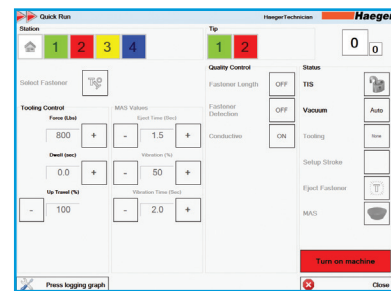 Quick Run
HaegerTechnician
Haeger
Station
1 2 3 4
Tip
1 2
0 0
Select Fastener
Quality Control
Status
Fastener Length OFF
TIS
Fastener Detection OFF
Vacuum Auto
Conductive ON
Tooling New
Setup Stroke
Eject Fastener
MAS
Tooling Control
Force (Lbs)
800 +
Dwell (sec)
0.0 +
Up Travel (%)
- 100
MAS Values
Eject Time (Sec)
- 1.5 +
Vibration (%)
- 50 +
Vibration Time (Sec)
- 2.0 +
Turn on machine
Press logging graph
Close